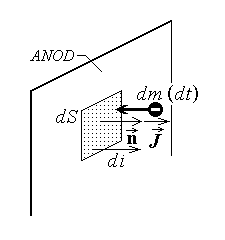 ANOD
dm (dt)
dS
n⃗ J⃗
di